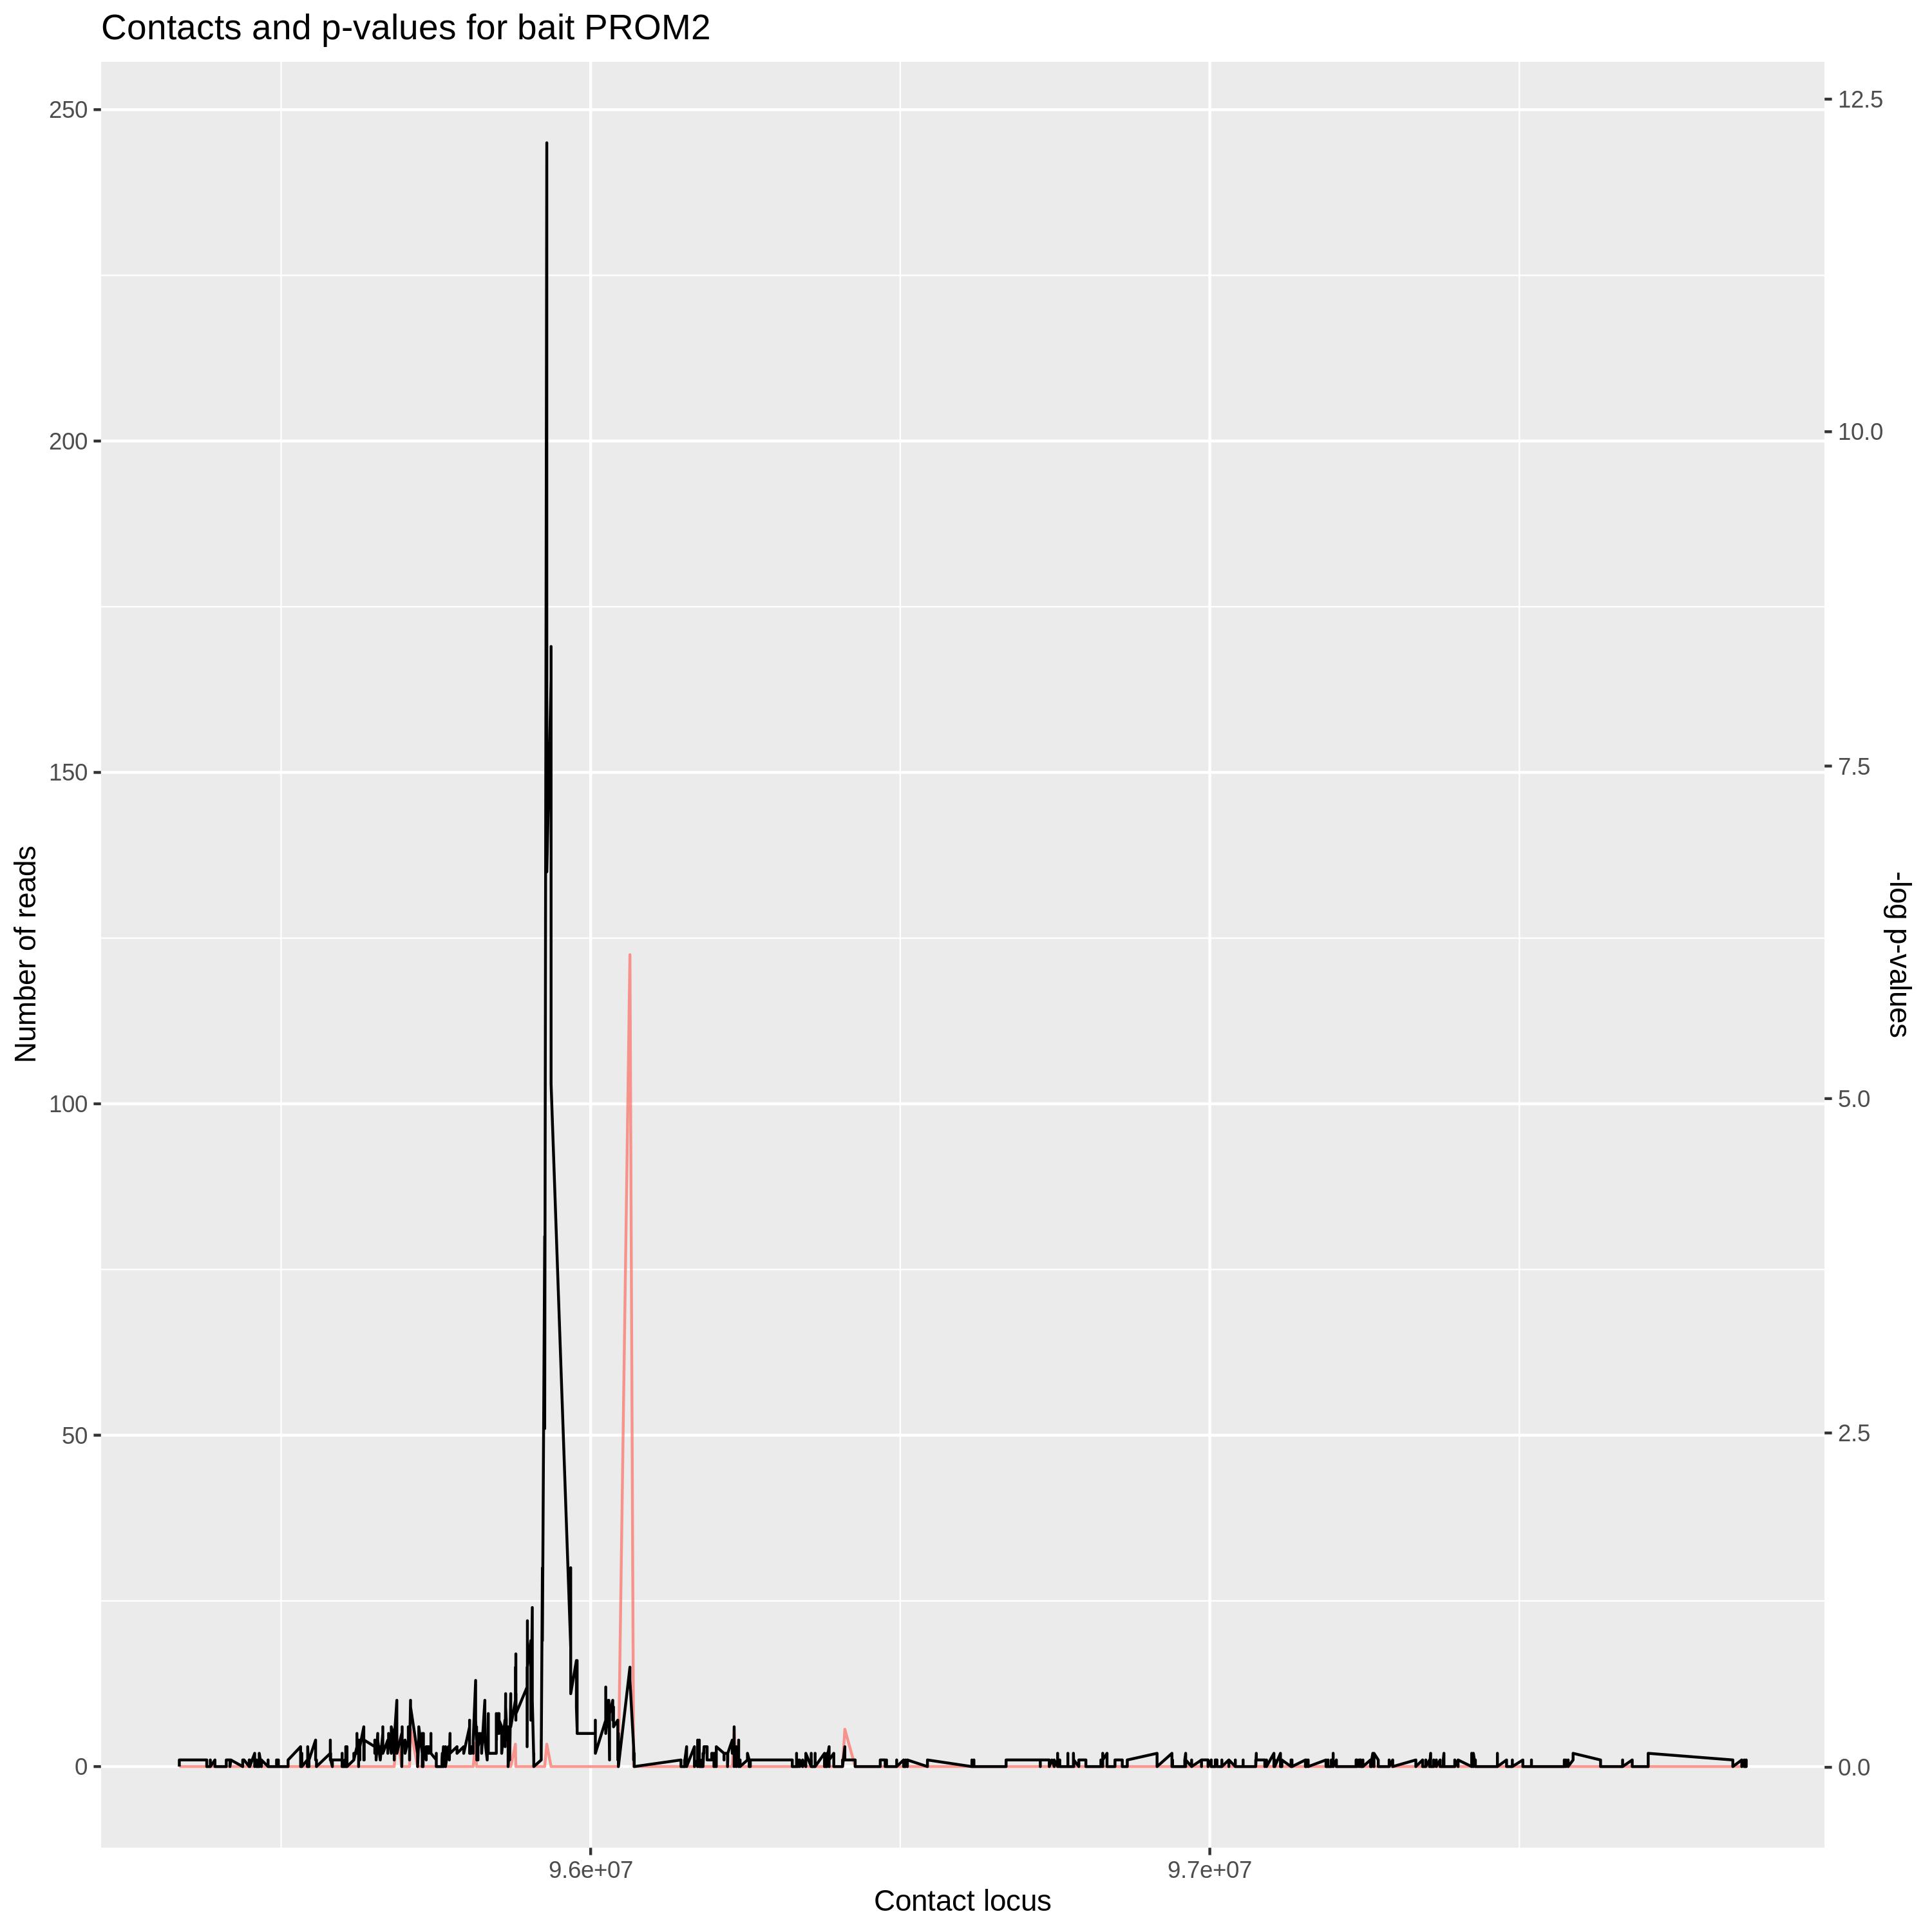 Contacts and p-values for bait PROM2
250
200
150
100
50
0
Number of reads
12.5
10.0
7.5
5.0
2.5
0.0
-log p-values
9.6e+07
9.7e+07
Contact locus